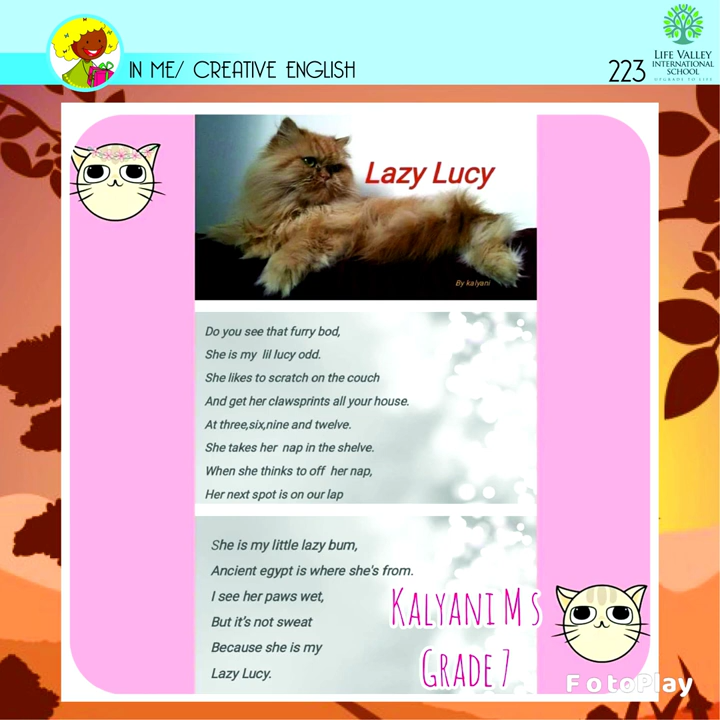 IN ME/ CREATIVE ENGLISH
223
LIFE VALLEY
INTERNATIONAL
SCHOOL
UPGRADE TO LIFE
Lazy Lucy
By kalyani
Do you see that furry bod,
She is my lil lucy odd.
She likes to scratch on the couch
And get her clawsprints all your house.
At three,six,nine and twelve.
She takes her nap in the shelve.
When she thinks to off her nap,
Her next spot is on our lap
She is my little lazy bum,
Ancient egypt is where she's from.
I see her paws wet,
But it's not sweat
Because she is my
Lazy Lucy.
KALYANI M S
GRADE 7
FotoPlay